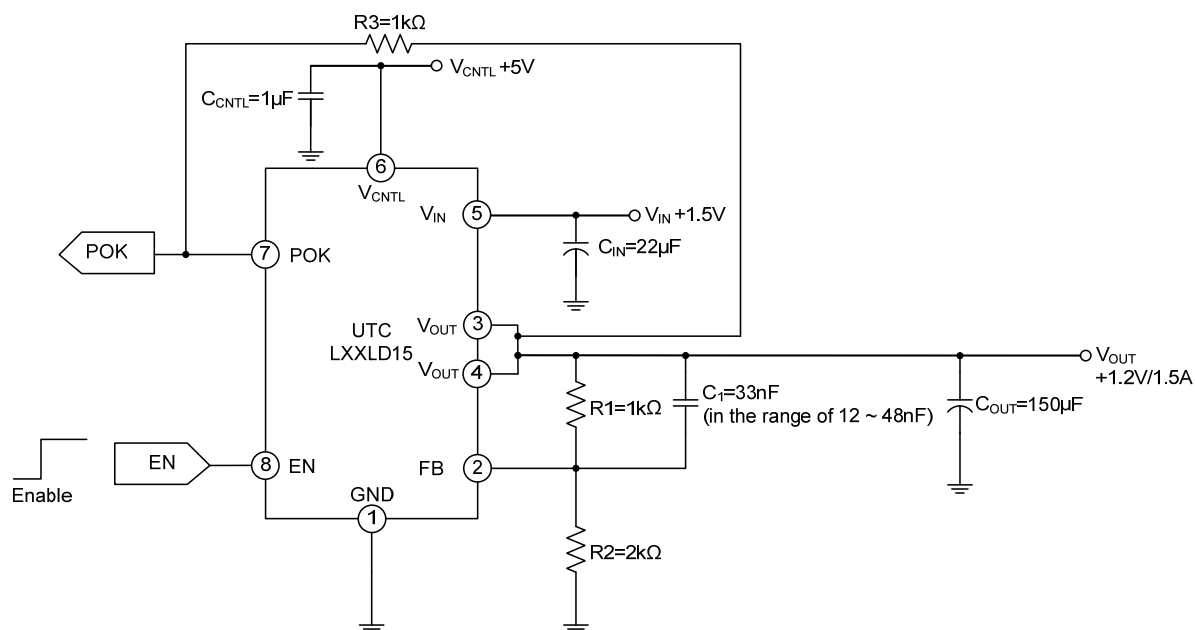 R3=1kΩ
VCNTL +5V
CCNTL=1µF
6
VCNTL
VIN
5
VIN +1.5V
CIN=22µF
POK
7
POK
UTC
LXXLD15
VOUT
3
VOUT
4
VOUT
+1.2V/1.5A
R1=1kΩ
C1=33nF
(in the range of 12 ~ 48nF)
COUT=150µF
Enable
EN
8
EN
FB
2
GND
1
R2=2kΩ